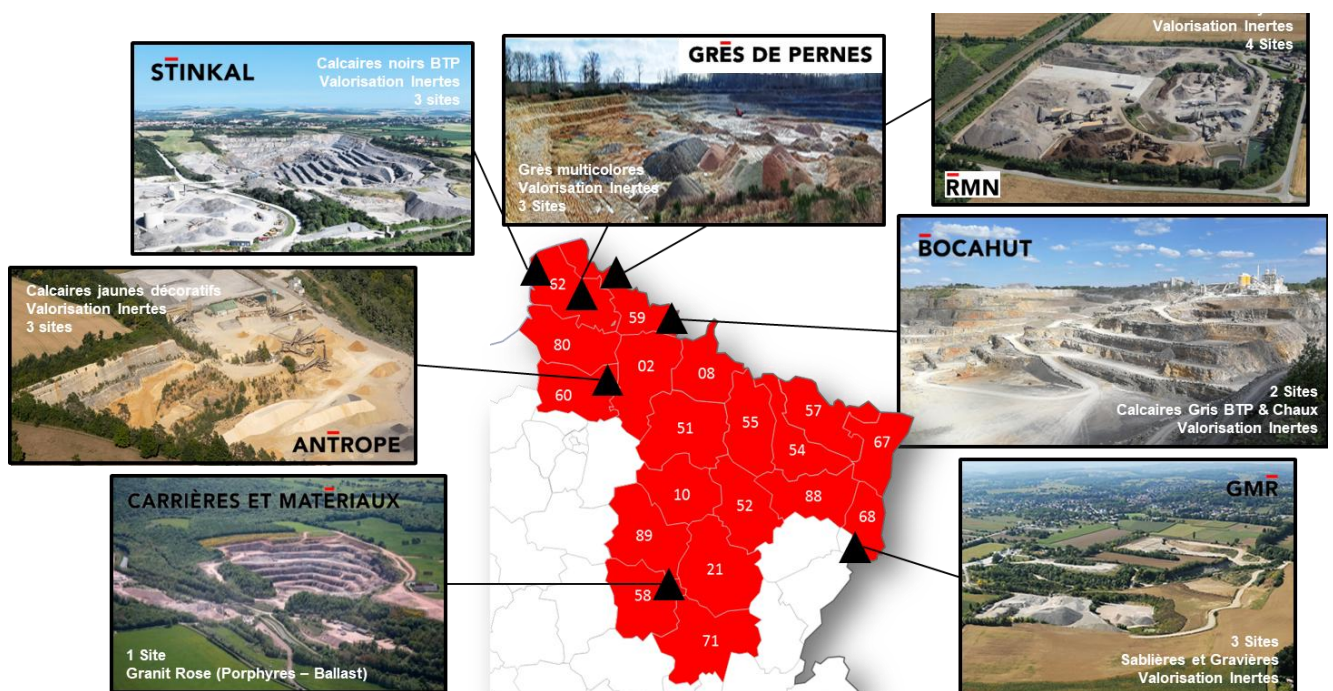 STINKAL
Calcaires noirs BTP
Valorisation Inertes
3 sites
GRÈS DE PERNES
Grès multicolores
Valorisation Inertes
3 Sites
Valorisation Inertes
4 Sites
RMN
BOCAHUT
2 Sites
Calcaires Gris BTP & Chaux
Valorisation Inertes
Calcaires jaunes décoratifs
Valorisation Inertes
3 sites
ANTROPE
CARRIÈRES ET MATÉRIAUX
1 Site
Granit Rose (Porphyres – Ballast)
GMR
3 Sites
Sablières et Gravières
Valorisation Inertes
62
59
80
02
08
60
51
55
57
67
54
10
52
88
68
89
21
58
71